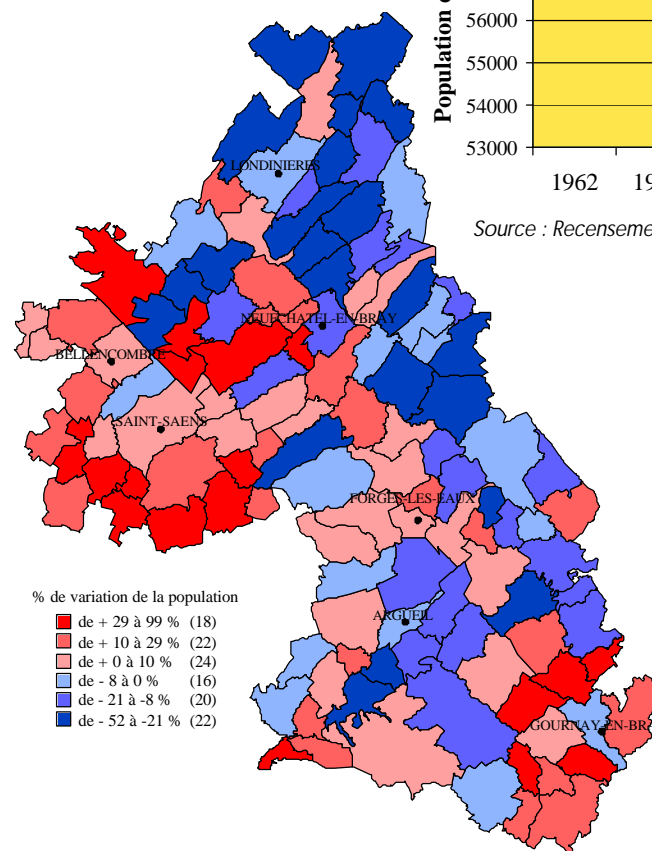 Population
56000
55000
54000
53000
1962
Source :
LONDINIERES
NEUFCHATEL-EN-BRAY
BELLENCOMBRE
SAINT-SAENS
FORGES-LES-EAUX
% de variation de la population
de + 29 à 99 % (18)
de + 10 à 29 % (22)
de + 0 à 10 % (24)
de - 8 à 0 % (16)
de - 21 à -8 % (20)
de - 52 à -21 % (22)
ARGUEIL
GOURNAY-EN-BR